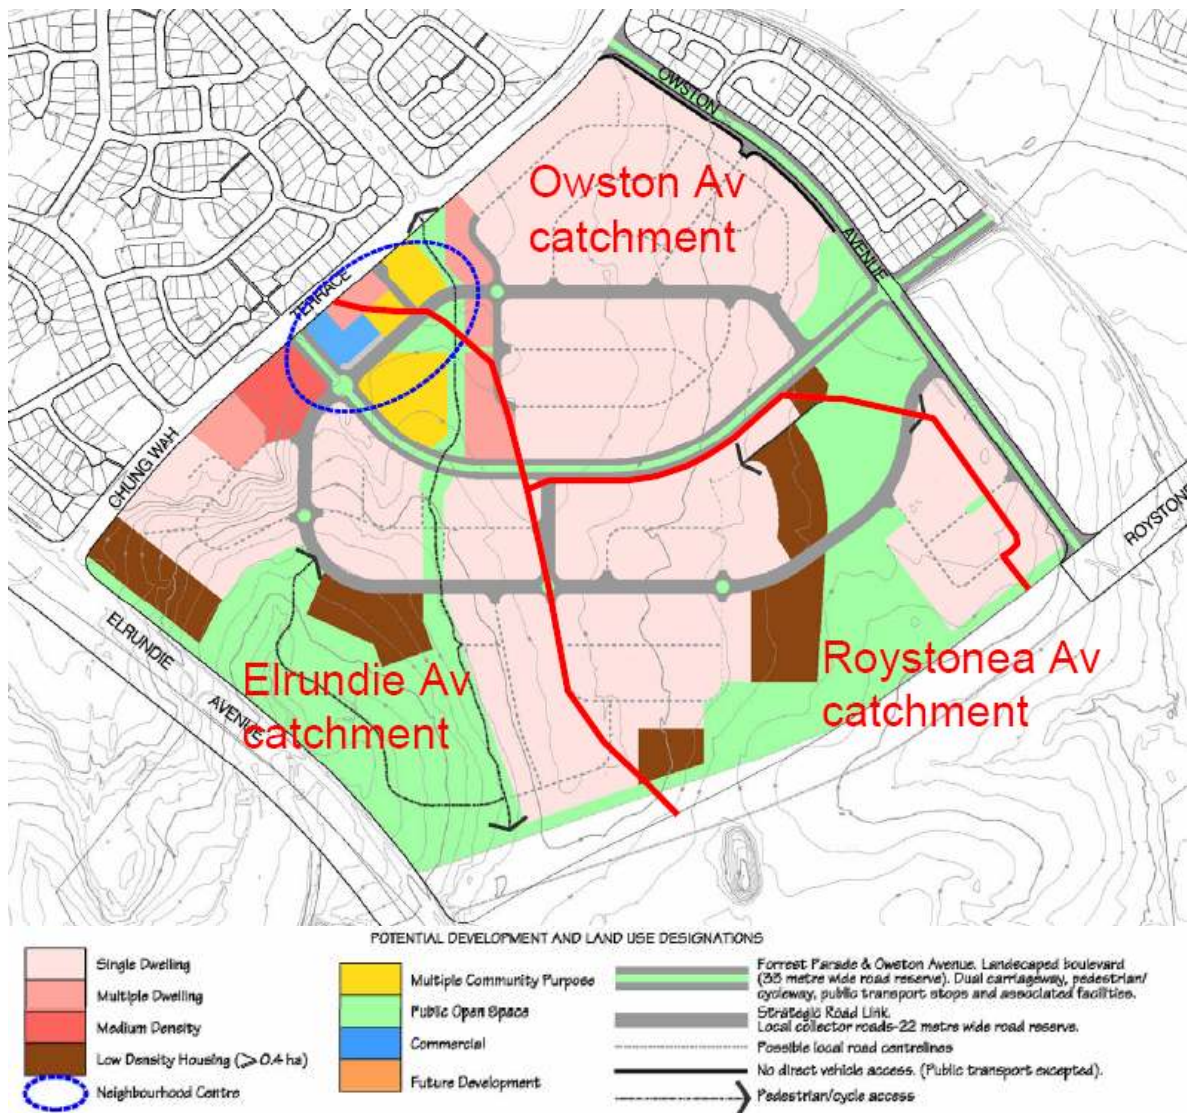 OWSTON
Owston Av
catchment
AVENUE
TERRACE
CHUNG WAH
ROYSTONE
ELRUNDIE
AVENUE
Elrundie Av
catchment
Roystonea Av
catchment
POTENTIAL DEVELOPMENT AND LAND USE DESIGNATIONS
Single Dwelling
Multiple Dwelling
Medium Density
Low Density Housing (> 0.4 ha)
Neighbourhood Centre
Multiple Community Purpose
Public Open Space
Commercial
Future Development
Forrest Parade & Owston Avenue. Landscaped boulevard
(33 metre wide road reserve). Dual carriageway, pedestrian/
cycleway, public transport stops and associated facilities.
Strategic Road Link.
Local collector roads-22 metre wide road reserve.
Possible local road centrelines
No direct vehicle access. (Public transport excepted).
Pedestrian/cycle access